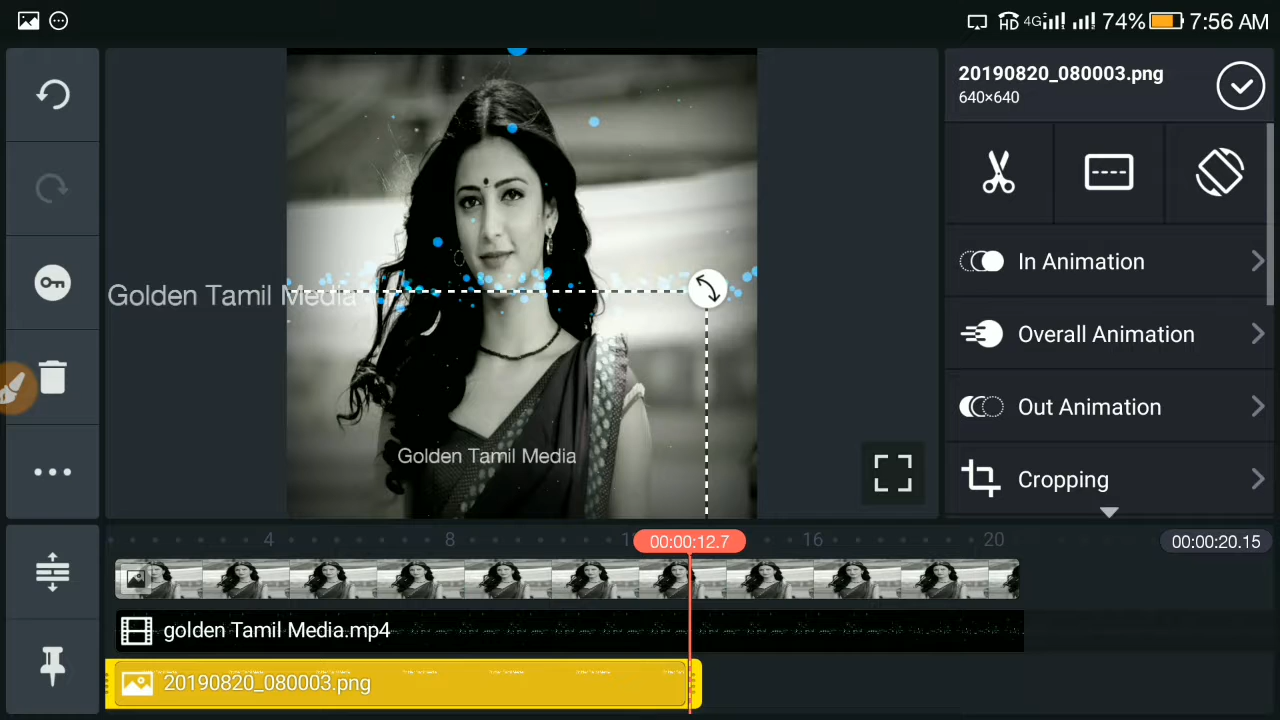 HD 4G 74% 7:56 AM
20190820_080003.png
640×640
In Animation
Overall Animation
Out Animation
Cropping
Golden Tamil Media
Golden Tamil Media
4 8 1 16 20
00:00:12.7
00:00:20.15
golden Tamil Media.mp4
20190820_080003.png